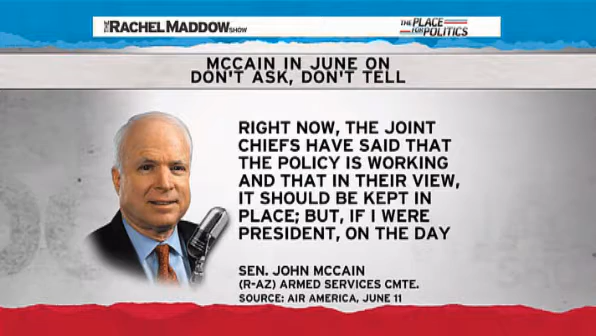 THE RACHEL MADDOW SHOW
THE PLACE
FOR POLITICS
MCCAIN IN JUNE ON
DON'T ASK, DON'T TELL
RIGHT NOW, THE JOINT
CHIEFS HAVE SAID THAT
THE POLICY IS WORKING
AND THAT IN THEIR VIEW,
IT SHOULD BE KEPT IN
PLACE; BUT, IF I WERE
PRESIDENT, ON THE DAY
SEN. JOHN MCCAIN
(R-AZ) ARMED SERVICES CMTE.
SOURCE: AIR AMERICA, JUNE 11